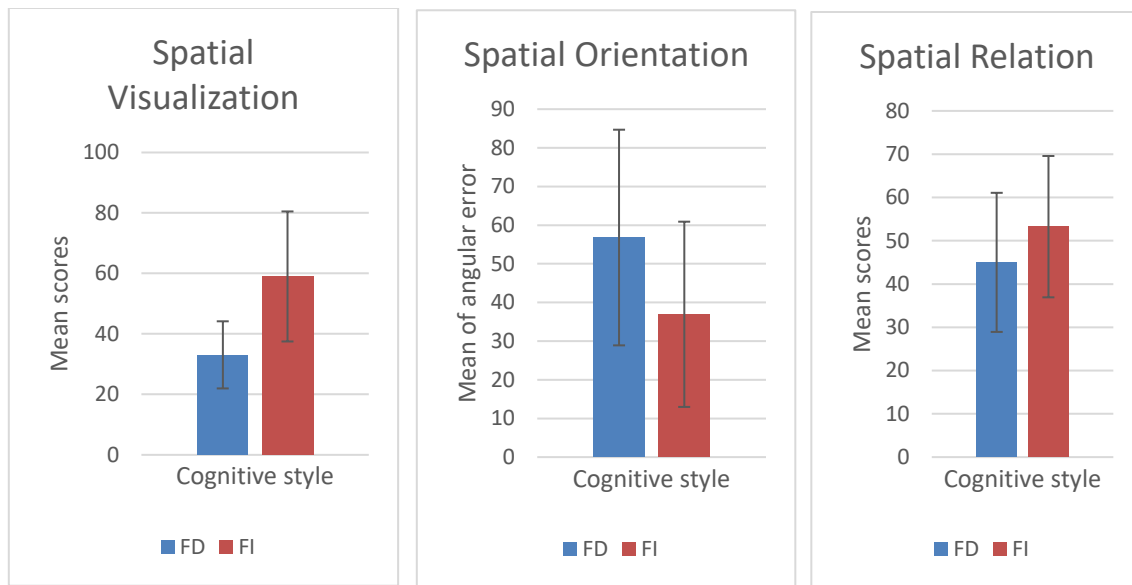 Spatial
Visualization
Mean scores
100
80
60
40
20
0
Cognitive style
FD FI
Spatial Orientation
Mean of angular error
90
80
70
60
50
40
30
20
10
0
Cognitive style
FD FI
Spatial Relation
Mean scores
80
70
60
50
40
30
20
10
0
Cognitive style
FD FI